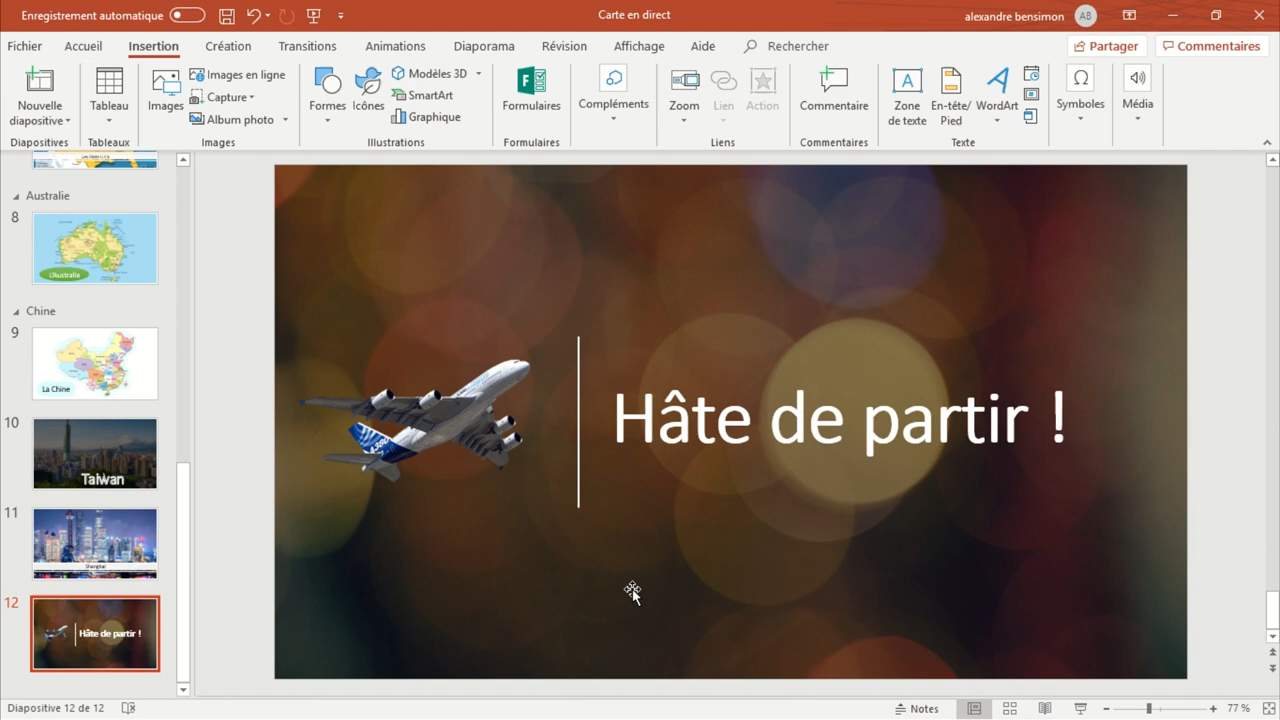 Enregistrement automatique
Carte en direct
alexandre bensimon
AB
Fichier
Accueil
Insertion
Création
Transitions
Animations
Diaporama
Révision
Affichage
Aide
Rechercher
Partager
Commentaires
Nouvelle
diapositive
Diapositives
Tableau
Tableaux
Images
Images en ligne
Capture
Album photo
Images
Formes
Icônes
Modèles 3D
SmartArt
Graphique
Illustrations
Formulaires
Formulaires
Compléments
Zoom
Lien
Action
Liens
Commentaire
Commentaires
Zone
de texte
En-tête/
Pied
WordArt
Texte
Symboles
Média
Australie
8
L'Australie
Chine
9
La Chine
10
Taïwan
11
Shanghai
12
Hâte de partir !
A380
Hâte de partir !
Diapositive 12 de 12
Notes
77 %